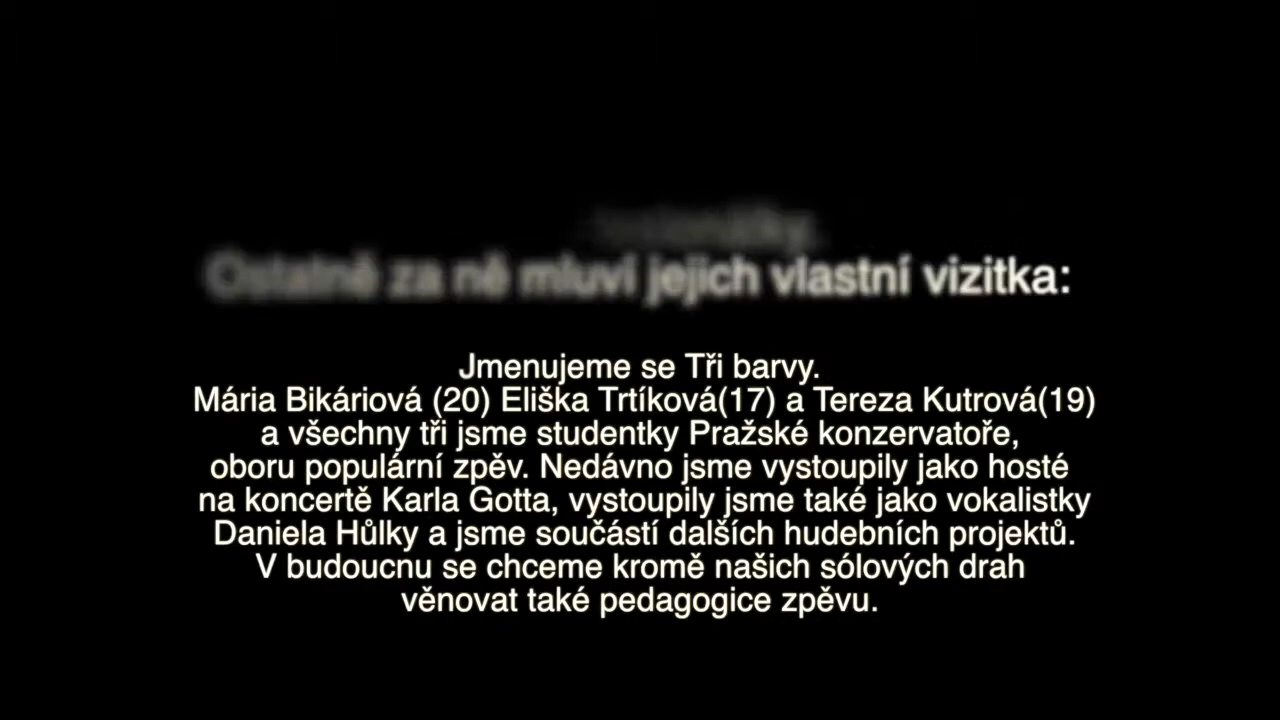 Ostatně za ně mluví jejich vlastní vizitka:
Jmenujeme se Tři barvy.
Mária Bikáriová (20) Eliška Trtíková(17) a Tereza Kutrová(19)
a všechny tři jsme studentky Pražské konzervatoře,
oboru populární zpěv. Nedávno jsme vystoupily jako hosté
na koncertě Karla Gotta, vystoupily jsme také jako vokalistky
Daniela Hůlky a jsme součástí dalších hudebních projektů.
V budoucnu se chceme kromě našich sólových drah
věnovat také pedagogice zpěvu.